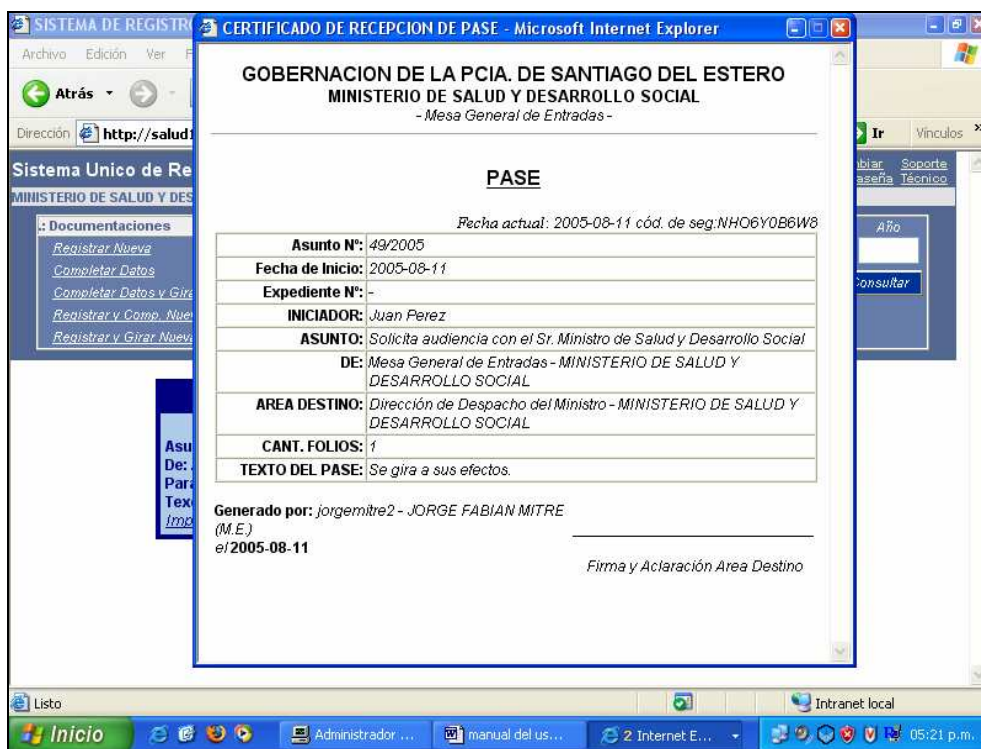 SISTEMA DE REGISTRO
CERTIFICADO DE RECEPCION DE PASE - Microsoft Internet Explorer
Archivo Edición Ver
Atrás
Dirección http://salud1
Ir Vínculos
GOBERNACION DE LA PCIA. DE SANTIAGO DEL ESTERO
MINISTERIO DE SALUD Y DESARROLLO SOCIAL
- Mesa General de Entradas -
PASE
Fecha actual: 2005-08-11 cód. de seg:NHO6Y0B6W8
Asunto Nº: 49/2005
Fecha de Inicio: 2005-08-11
Expediente Nº: -
INICIADOR: Juan Perez
ASUNTO: Solicita audiencia con el Sr. Ministro de Salud y Desarrollo Social
DE: Mesa General de Entradas - MINISTERIO DE SALUD Y
DESARROLLO SOCIAL
AREA DESTINO: Dirección de Despacho del Ministro - MINISTERIO DE SALUD Y
DESARROLLO SOCIAL
CANT. FOLIOS: 1
TEXTO DEL PASE: Se gira a sus efectos.
Generado por: jorgemitre2 - JORGE FABIAN MITRE
(M.E.)
el 2005-08-11
Firma y Aclaración Area Destino
Sistema Unico de Re
MINISTERIO DE SALUD Y DES
.: Documentaciones
Registrar Nueva
Completar Datos
Completar Datos y Gira
Registrar y Comp. Nue
Registrar y Girar Nueva
biar Soporte
aseña Técnico
Año
Consultar
Asu
De:
Para
Tex
Imp
Listo
Intranet local
Inicio
Administrador ...
manual del us...
2 Internet E...
05:21 p.m.